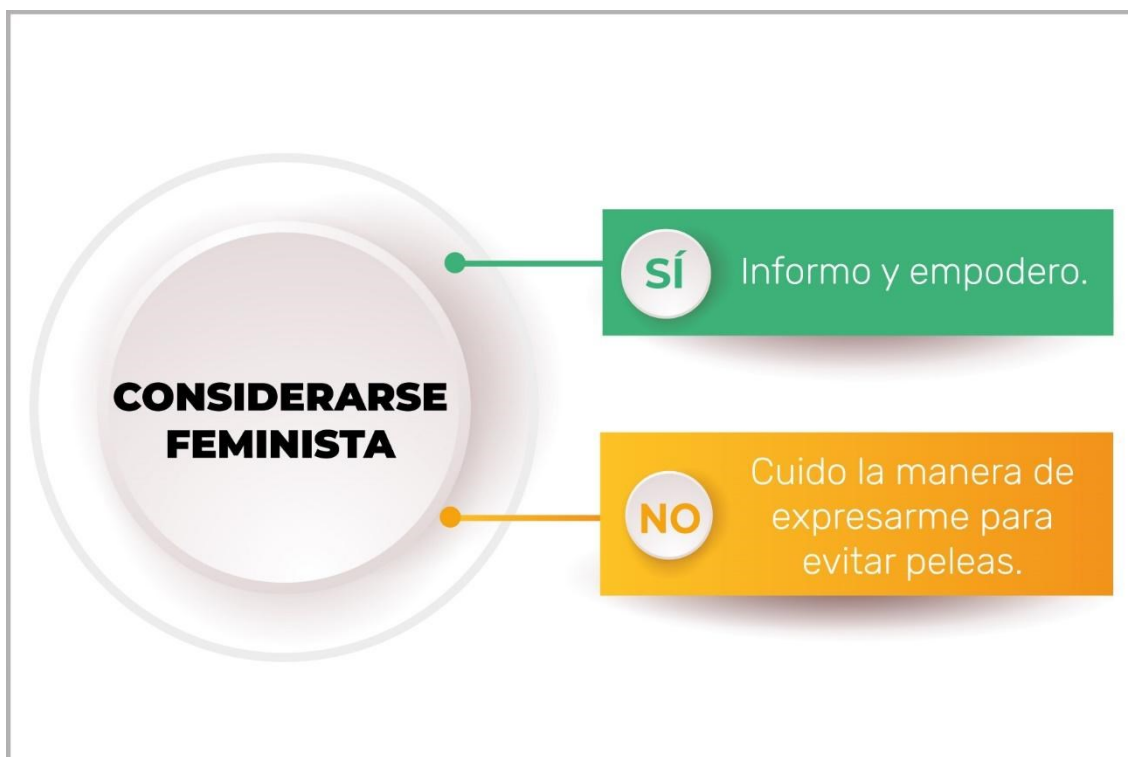 CONSIDERARSE
FEMINISTA
SÍ
Informo y empodero.
NO
Cuido la manera de
expresarme para
evitar peleas.